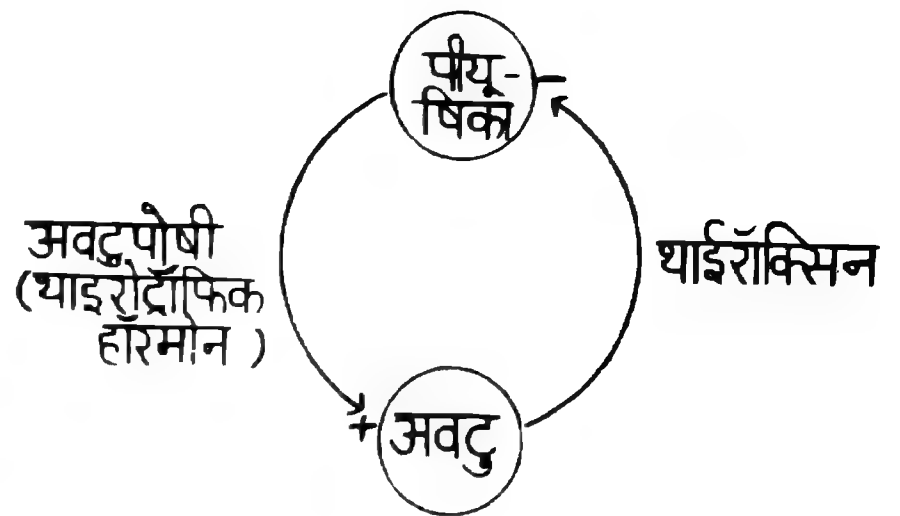 पीयू-
षिका
-
अवटुपोषी
(थाइरोट्रॉफिक
हॉरमोन)
थाईरॉक्सिन
+
अवटु